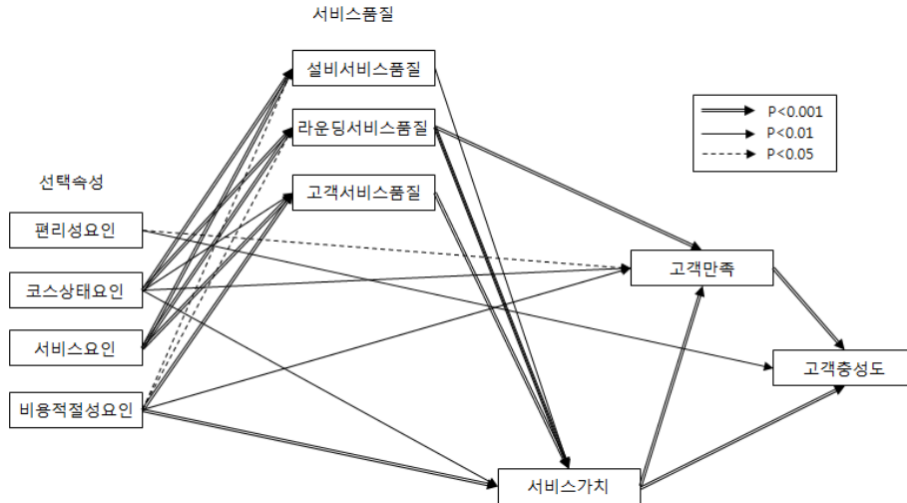 서비스품질
설비서비스품질
라운딩서비스품질
고객서비스품질
P<0.001
P<0.01
P<0.05
선택속성
편리성요인
코스상태요인
서비스요인
비용적절성요인
고객만족
고객충성도
서비스가치